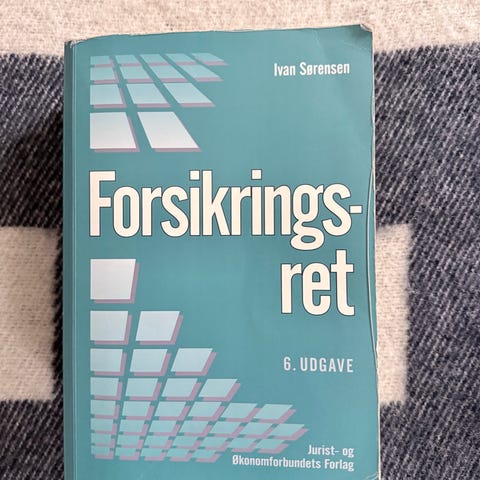 Ivan Sørensen
Forsikrings-
ret
6. UDGAVE
Jurist- og
Økonomforbundets Forlag